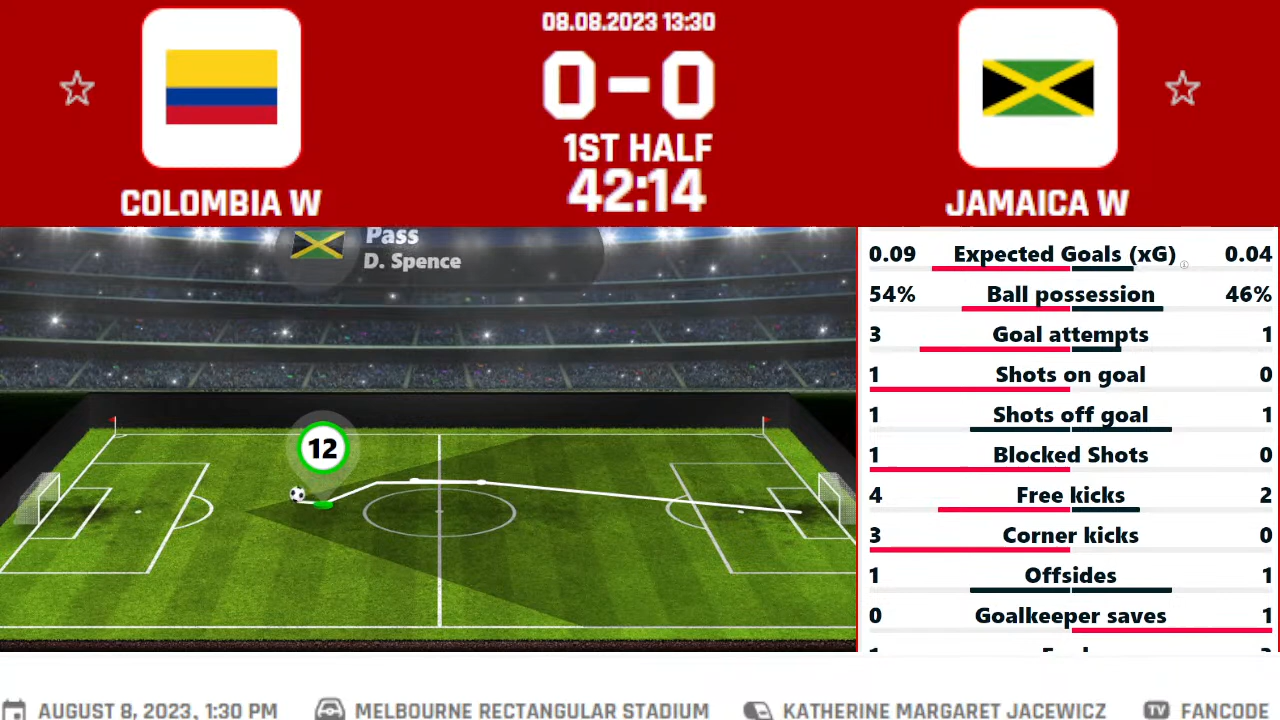 08.08.2023 13:30
0-0
1ST HALF
42:14
COLOMBIA W
JAMAICA W
Pass
D. Spence
12
0.09 Expected Goals (xG) 0.04
54% Ball possession 46%
3 Goal attempts 1
1 Shots on goal 0
1 Shots off goal 1
1 Blocked Shots 0
4 Free kicks 2
3 Corner kicks 0
1 Offsides 1
0 Goalkeeper saves 1
AUGUST 8, 2023, 1:30 PM MELBOURNE RECTANGULAR STADIUM KATHERINE MARGARET JACEWICZ TV FANCODE